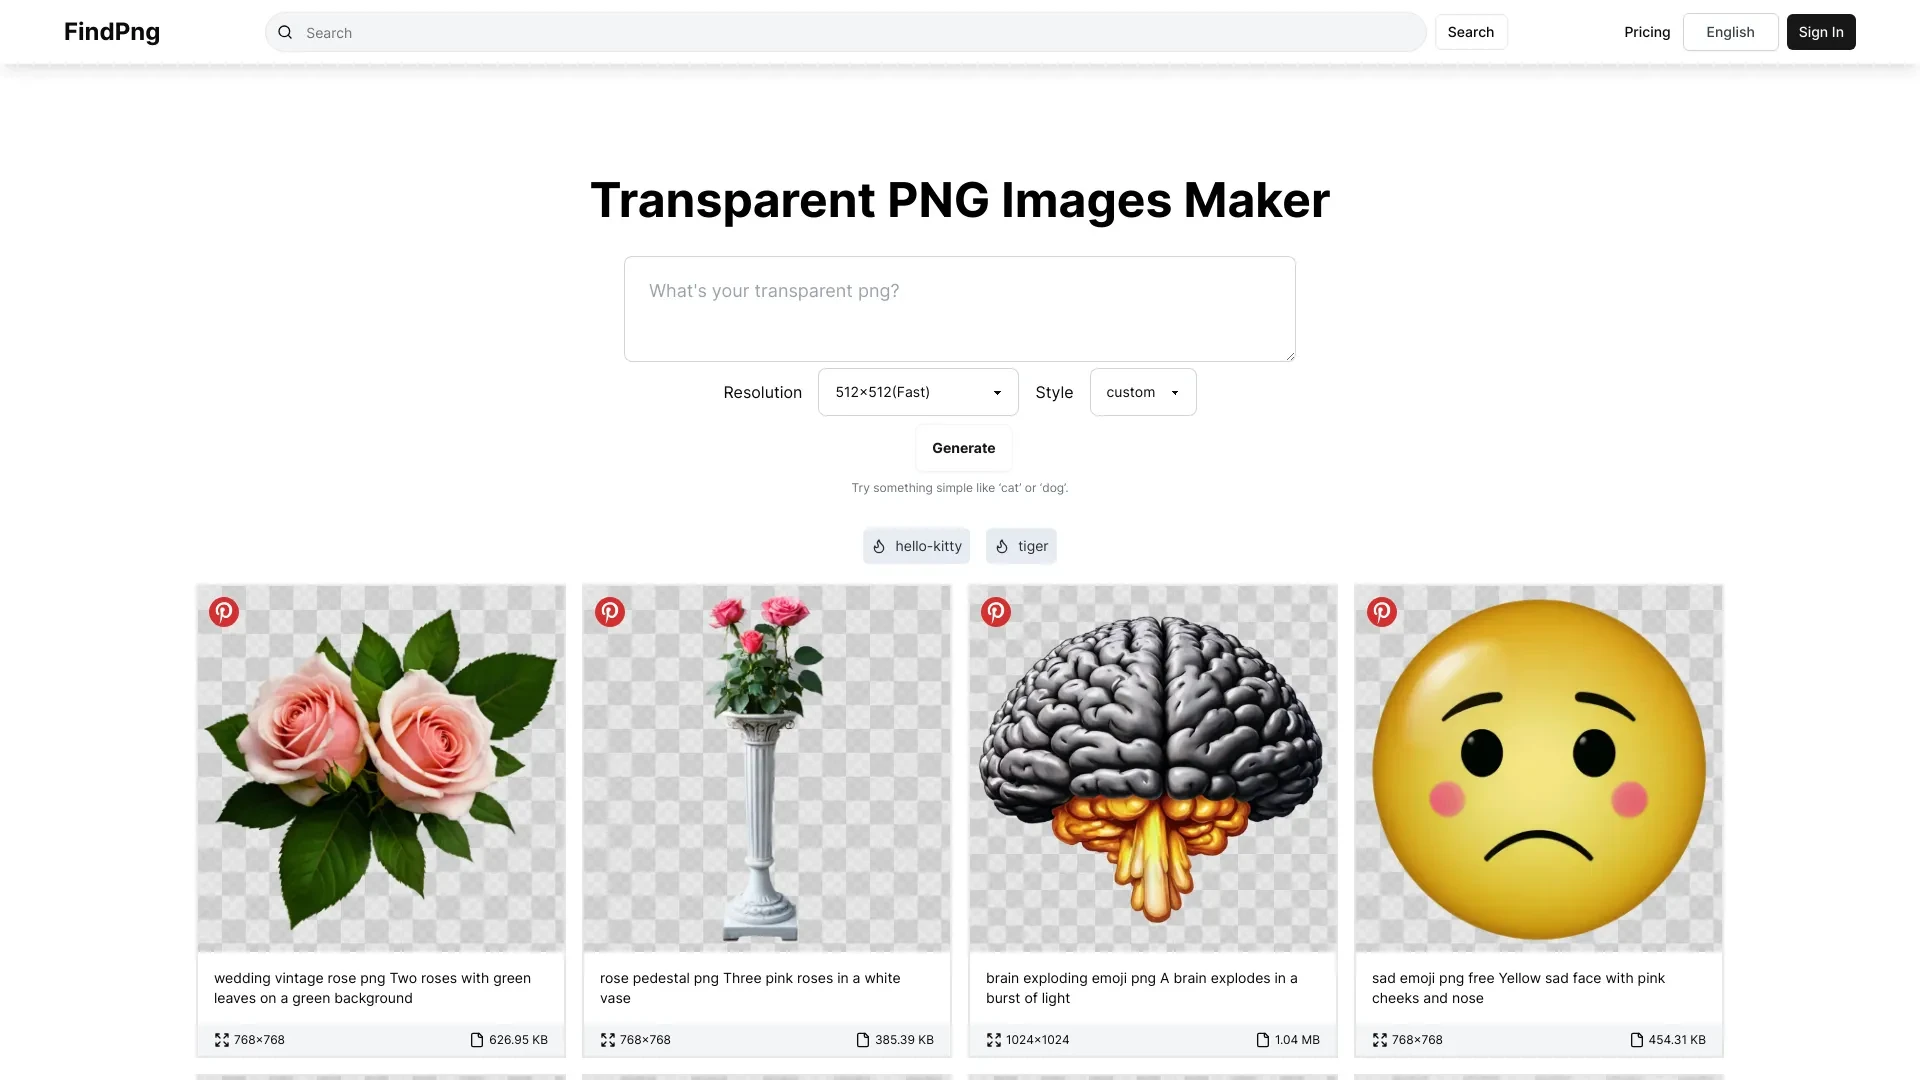 FindPng
Search
Search
Pricing
English
Sign In
Transparent PNG Images Maker
What's your transparent png?
Resolution
512×512(Fast)
Style
custom
Generate
Try something simple like ‘cat’ or ‘dog’.
hello-kitty
tiger
wedding vintage rose png Two roses with green
leaves on a green background
768×768
626.95 KB
rose pedestal png Three pink roses in a white
vase
768×768
385.39 KB
brain exploding emoji png A brain explodes in a
burst of light
1024×1024
1.04 MB
sad emoji png free Yellow sad face with pink
cheeks and nose
768×768
454.31 KB